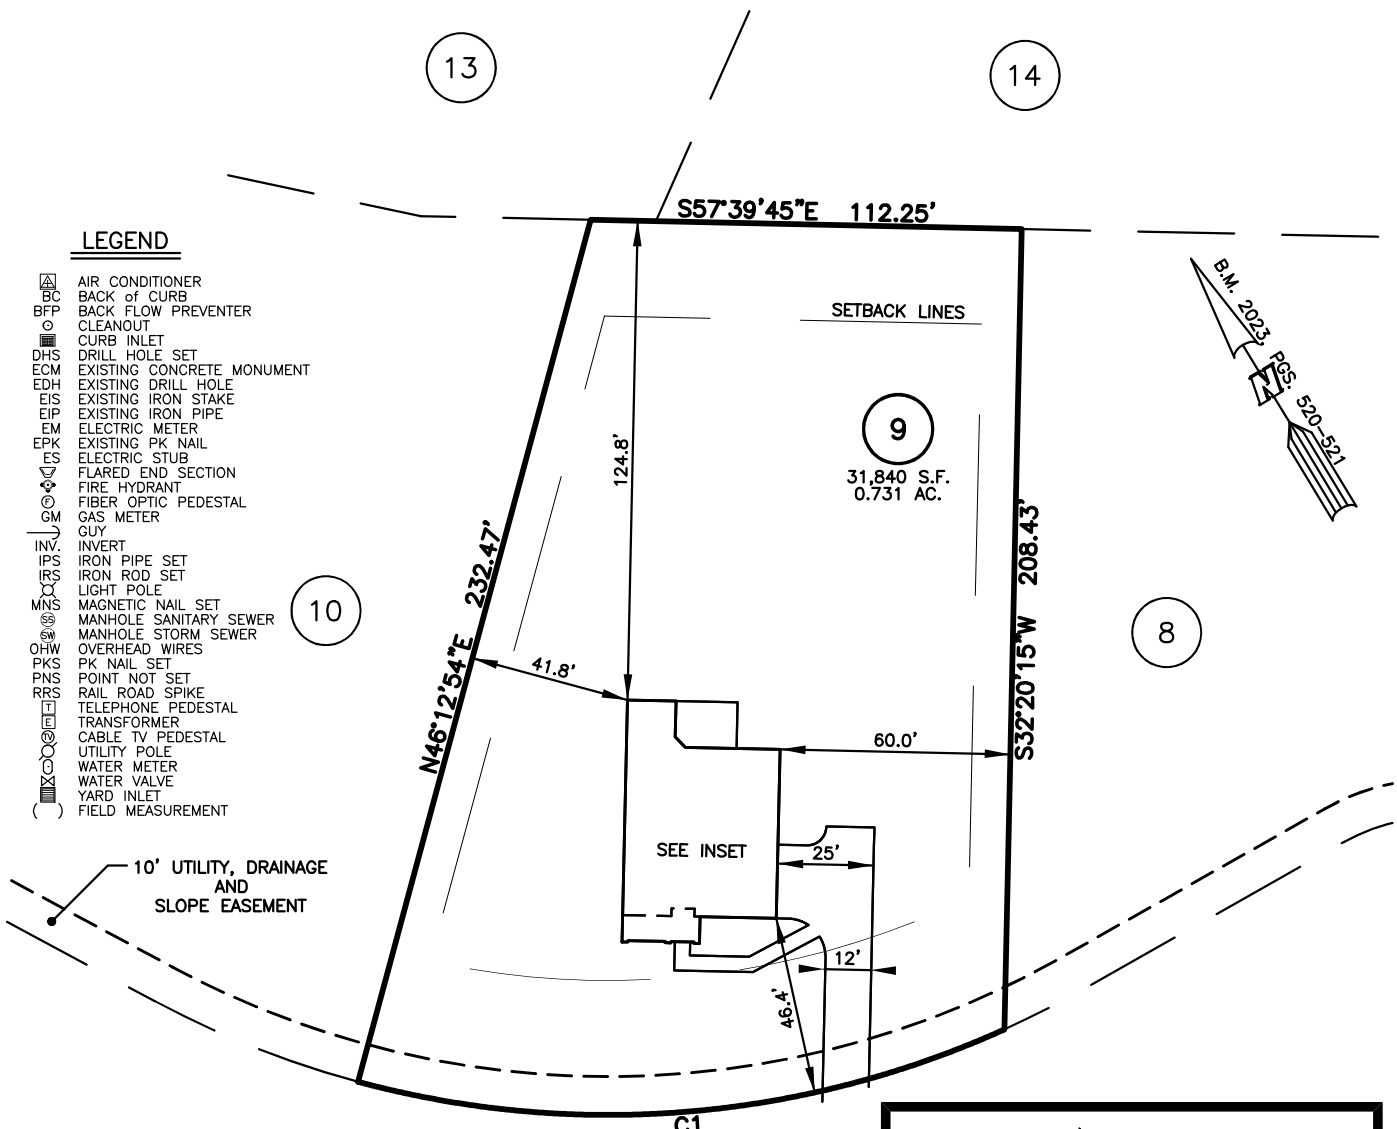 13
14
S57°39'45"E 112.25'
LEGEND
AIR CONDITIONER
BC BACK of CURB
BFP BACK FLOW PREVENTER
CLEANOUT
CURB INLET
DHS DRILL HOLE SET
ECM EXISTING CONCRETE MONUMENT
EDH EXISTING DRILL HOLE
EIS EXISTING IRON STAKE
EIP EXISTING IRON PIPE
EM ELECTRIC METER
EPK EXISTING PK NAIL
ES ELECTRIC STUB
FLARED END SECTION
FIRE HYDRANT
F FIBER OPTIC PEDESTAL
GM GAS METER
GUY
INV. INVERT
IPS IRON PIPE SET
IRS IRON ROD SET
LIGHT POLE
MNS MAGNETIC NAIL SET
SS MANHOLE SANITARY SEWER
SW MANHOLE STORM SEWER
OHW OVERHEAD WIRES
PKS PK NAIL SET
PNS POINT NOT SET
RRS RAIL ROAD SPIKE
T TELEPHONE PEDESTAL
E TRANSFORMER
TV CABLE TV PEDESTAL
UTILITY POLE
WATER METER
WATER VALVE
YARD INLET
( ) FIELD MEASUREMENT
SETBACK LINES
B.M. 2023, PGS. 520-521
N
9
31,840 S.F.
0.731 AC.
124.8'
N46°12'54"E 232.47'
S32°20'15"W 208.43'
10
8
41.8'
60.0'
SEE INSET
25'
12'
46.4'
10' UTILITY, DRAINAGE
AND
SLOPE EASEMENT
C1